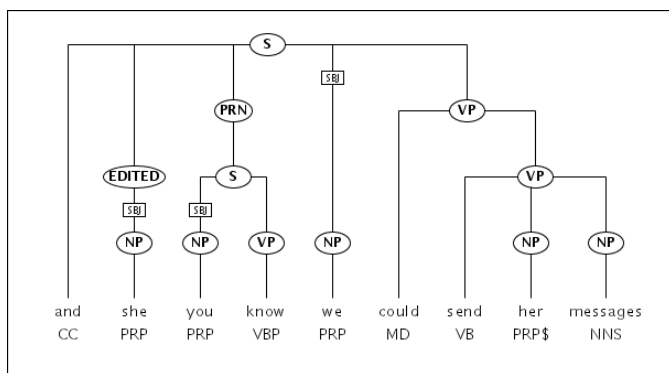 S
SBJ
PRN VP
EDITED S VP
SBJ SBJ
NP NP VP NP NP NP
and she you know we could send her messages
CC PRP PRP VBP PRP MD VB PRP$ NNS